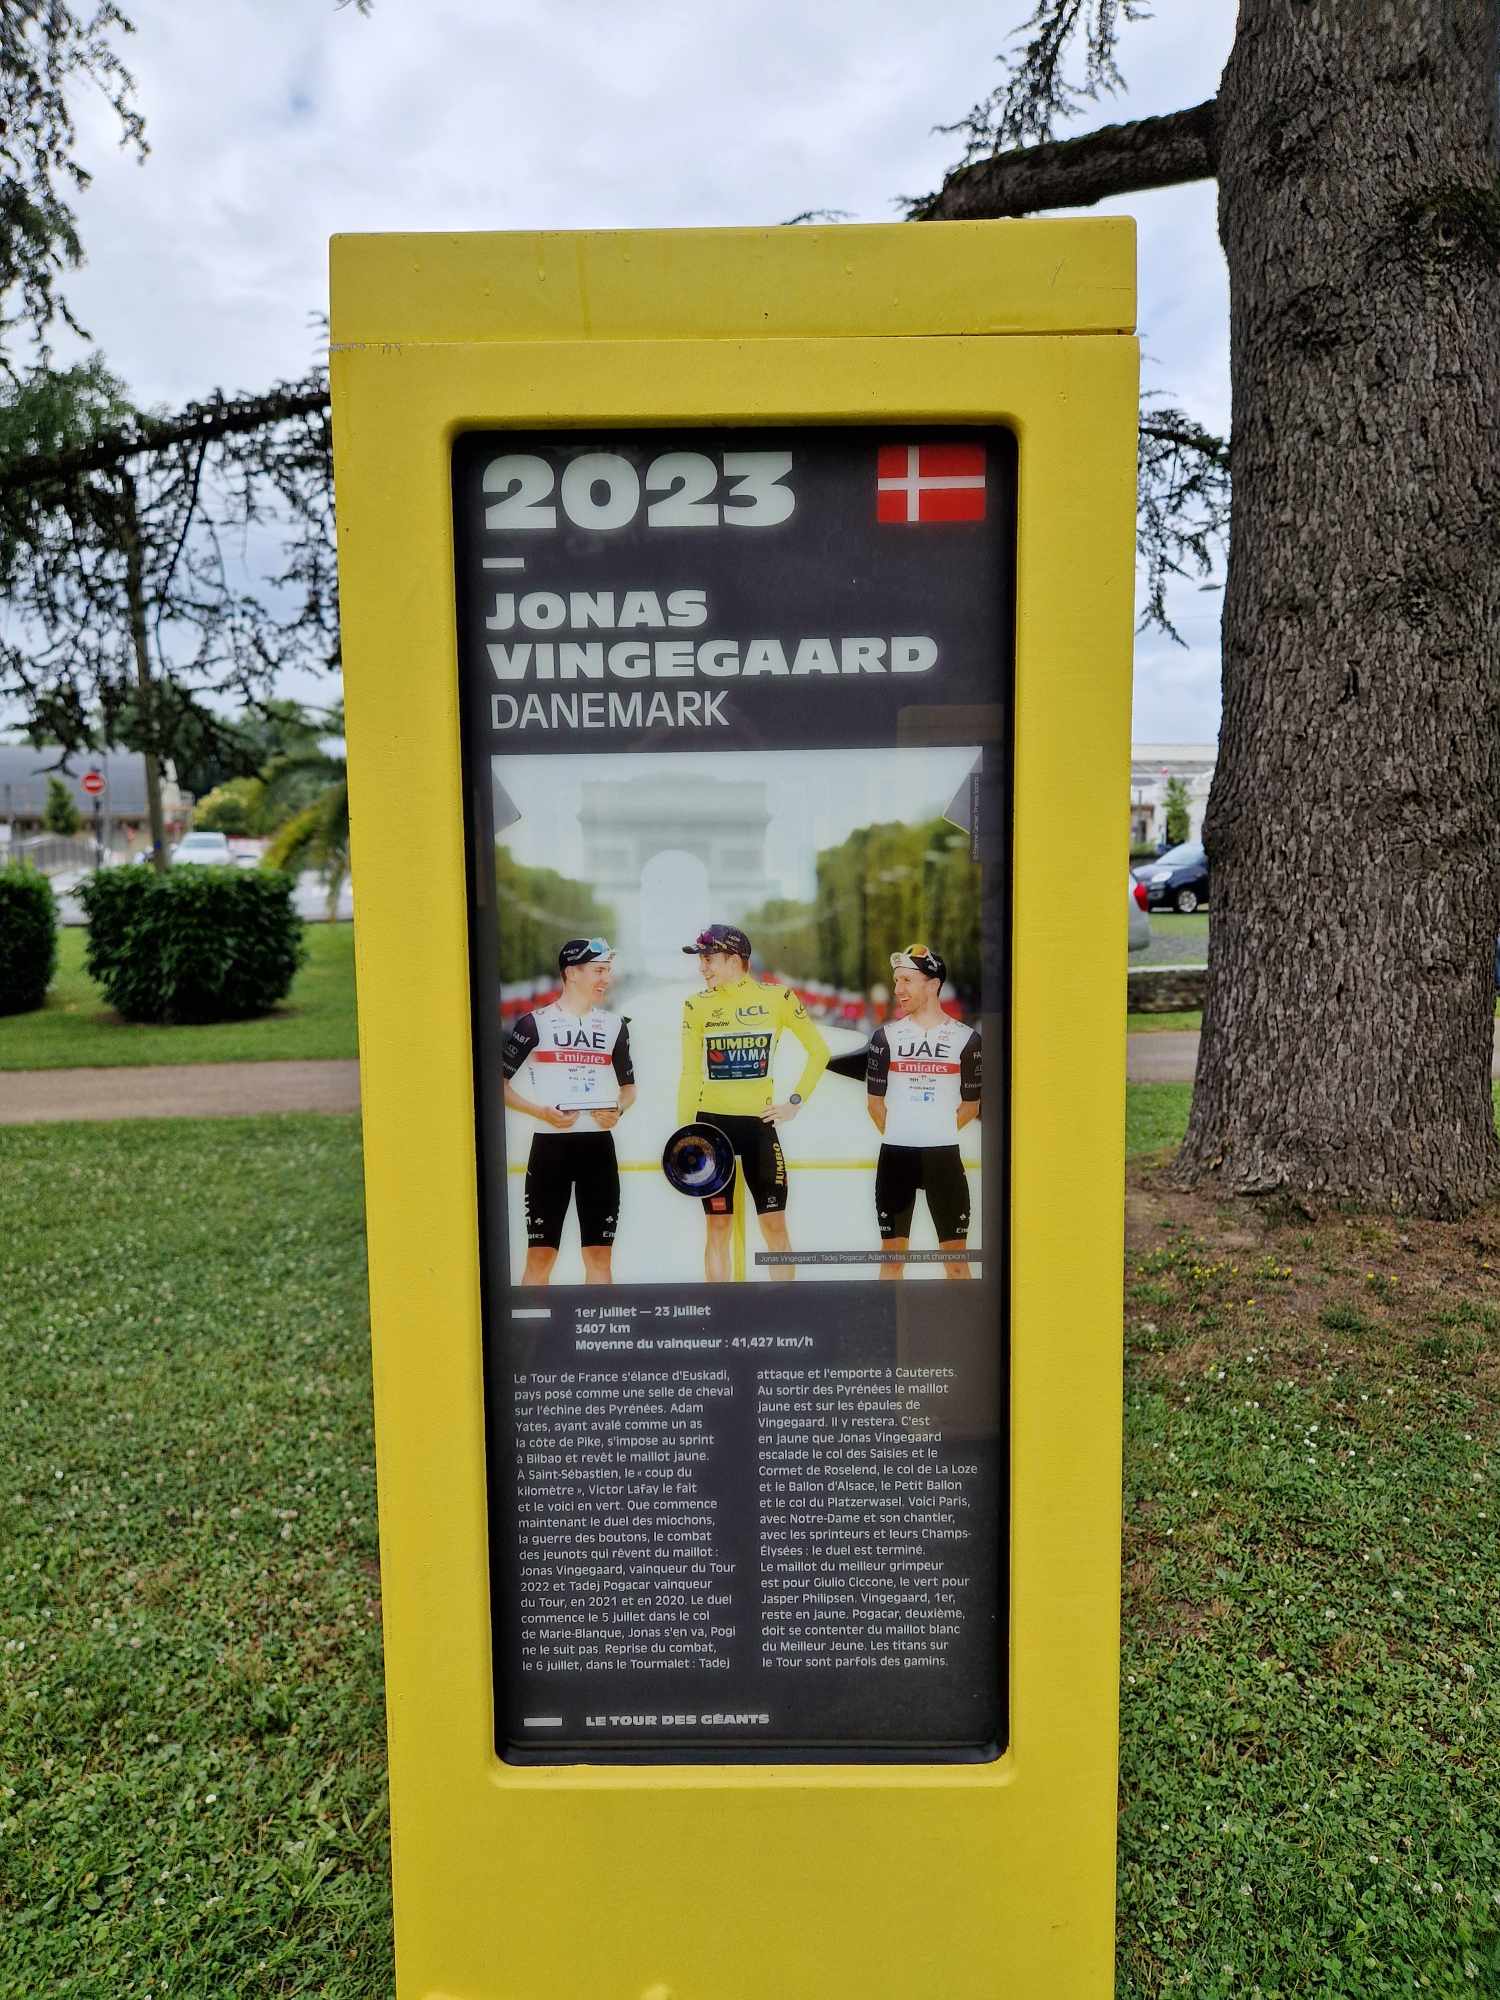 2023
JONAS
VINGEGAARD
DANEMARK
UAE
Emirates
LCL
Santini
JUMBO
VISMA
UAE
Emirates
JUMBO
Jonas Vingegaard, Tadej Pogacar, Adam Yates : rire et champions !
1er juillet — 23 juillet
3407 km
Moyenne du vainqueur : 41,427 km/h
Le Tour de France s'élance d'Euskadi,
pays posé comme une selle de cheval
sur l'échine des Pyrénées. Adam
Yates, ayant avalé comme un as
la côte de Pike, s'impose au sprint
à Bilbao et revêt le maillot jaune.
À Saint-Sébastien, le « coup du
kilomètre », Victor Lafay le fait
et le voici en vert. Que commence
maintenant le duel des miochons,
la guerre des boutons, le combat
des jeunots qui rêvent du maillot :
Jonas Vingegaard, vainqueur du Tour
2022 et Tadej Pogacar vainqueur
du Tour, en 2021 et en 2020. Le duel
commence le 5 juillet dans le col
de Marie-Blanque, Jonas s'en va, Pogi
ne le suit pas. Reprise du combat,
le 6 juillet, dans le Tourmalet : Tadej
attaque et l'emporte à Cauterets.
Au sortir des Pyrénées le maillot
jaune est sur les épaules de
Vingegaard. Il y restera. C'est
en jaune que Jonas Vingegaard
escalade le col des Saisies et le
Cormet de Roselend, le col de La Loze
et le Ballon d'Alsace, le Petit Ballon
et le col du Platzerwasel. Voici Paris,
avec Notre-Dame et son chantier,
avec les sprinteurs et leurs Champs-
Élysées : le duel est terminé.
Le maillot du meilleur grimpeur
est pour Giulio Ciccone, le vert pour
Jasper Philipsen. Vingegaard, 1er,
reste en jaune. Pogacar, deuxième,
doit se contenter du maillot blanc
du Meilleur Jeune. Les titans sur
le Tour sont parfois des gamins.
LE TOUR DES GÉANTS